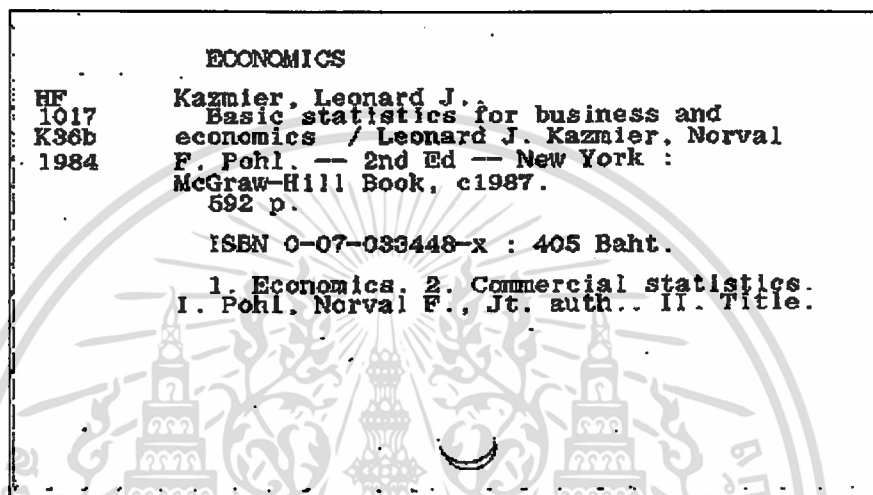 ECONOMICS
HF Kazmier, Leonard J..
1017 Basic statistics for business and
K36b economics / Leonard J. Kazmier, Norval
1984 F. Pohl. -- 2nd Ed -- New York :
McGraw-Hill Book, c1987.
592 p.
ISBN 0-07-033448-x : 405 Baht.
1. Economics. 2. Commercial statistics.
I. Pohl, Norval F., Jt. auth.. II. Title.